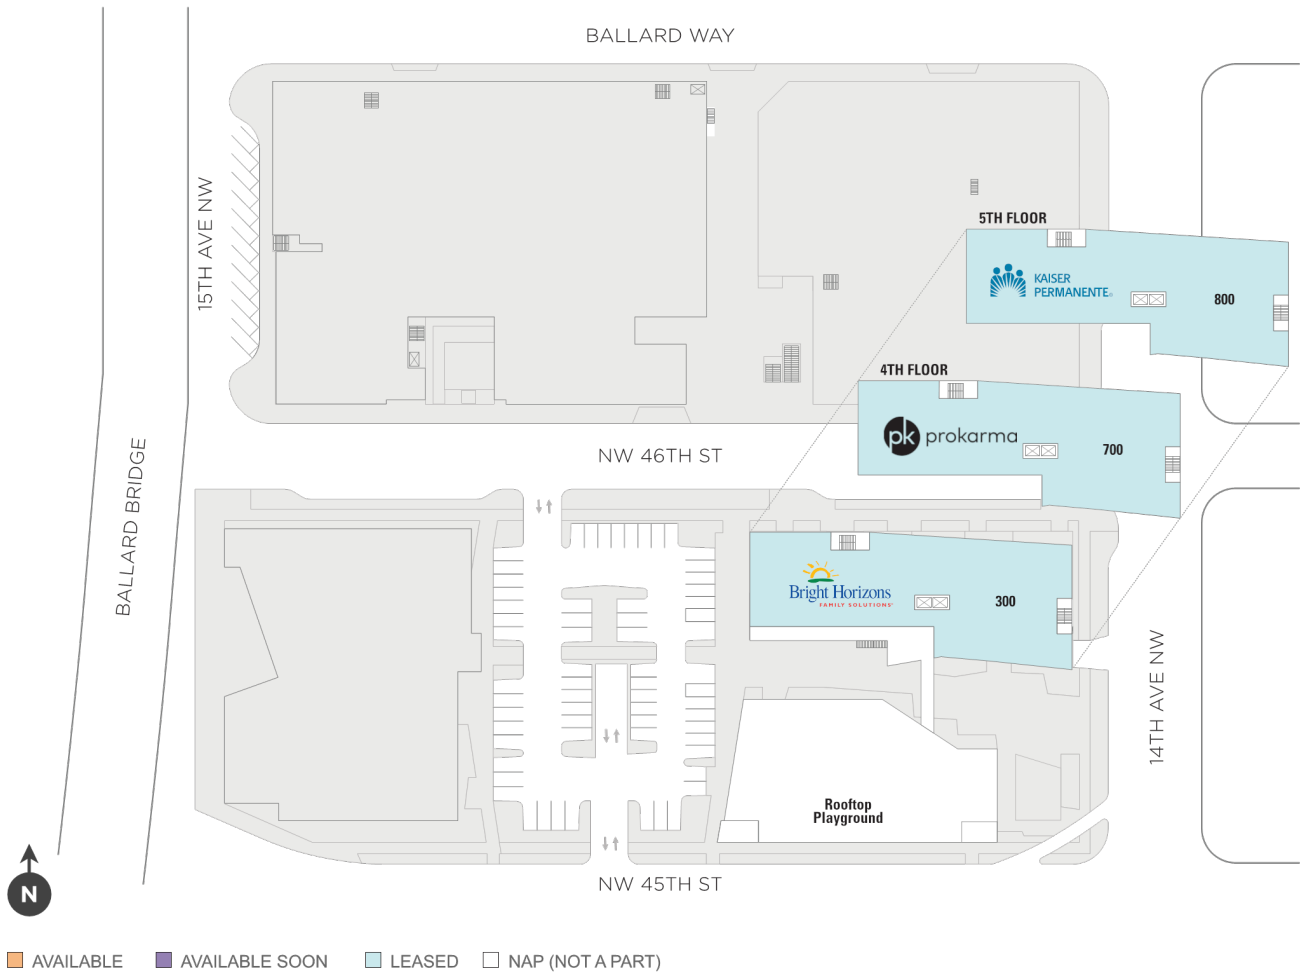 BALLARD WAY
15TH AVE NW
5TH FLOOR
KAISER
PERMANENTE®
800
4TH FLOOR
pk prokarma
700
NW 46TH ST
BALLARD BRIDGE
Bright Horizons
FAMILY SOLUTIONS®
300
14TH AVE NW
Rooftop
Playground
NW 45TH ST
N
AVAILABLE
AVAILABLE SOON
LEASED
NAP (NOT A PART)